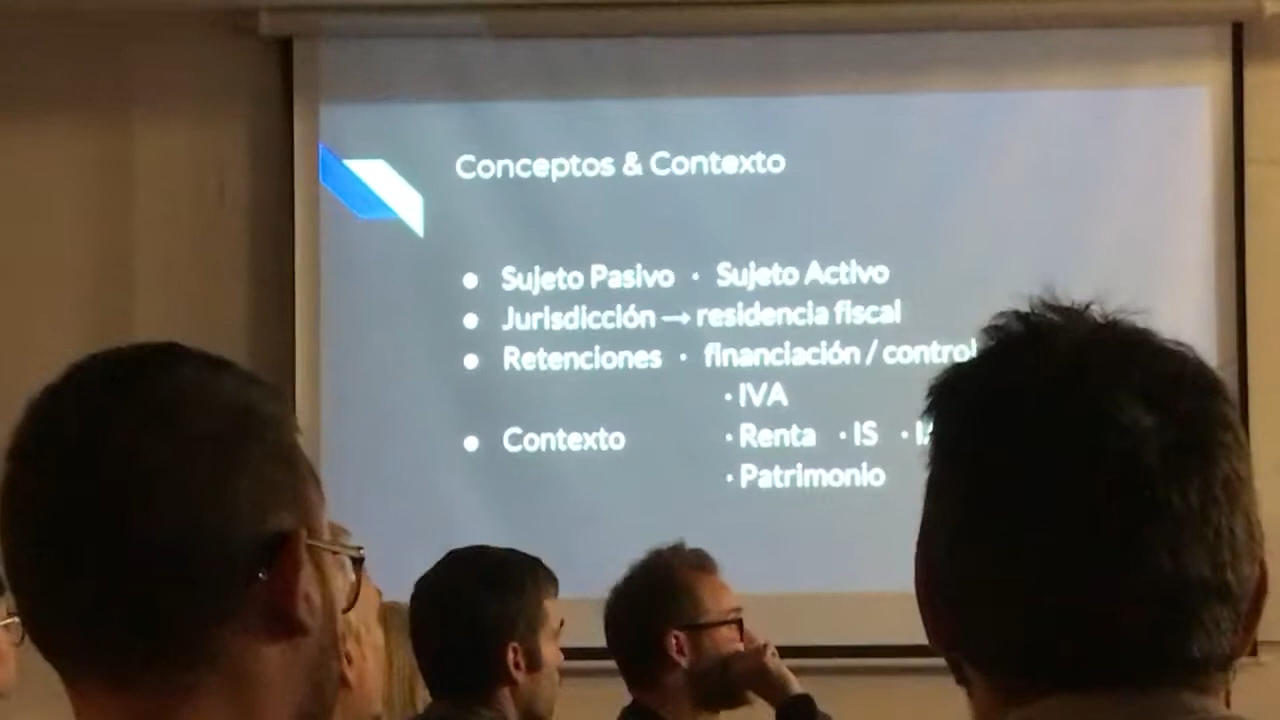 Conceptos & Contexto
● Sujeto Pasivo · Sujeto Activo
● Jurisdicción → residencia fiscal
● Retenciones · financiación / control
· IVA
● Contexto · Renta · IS
· Patrimonio